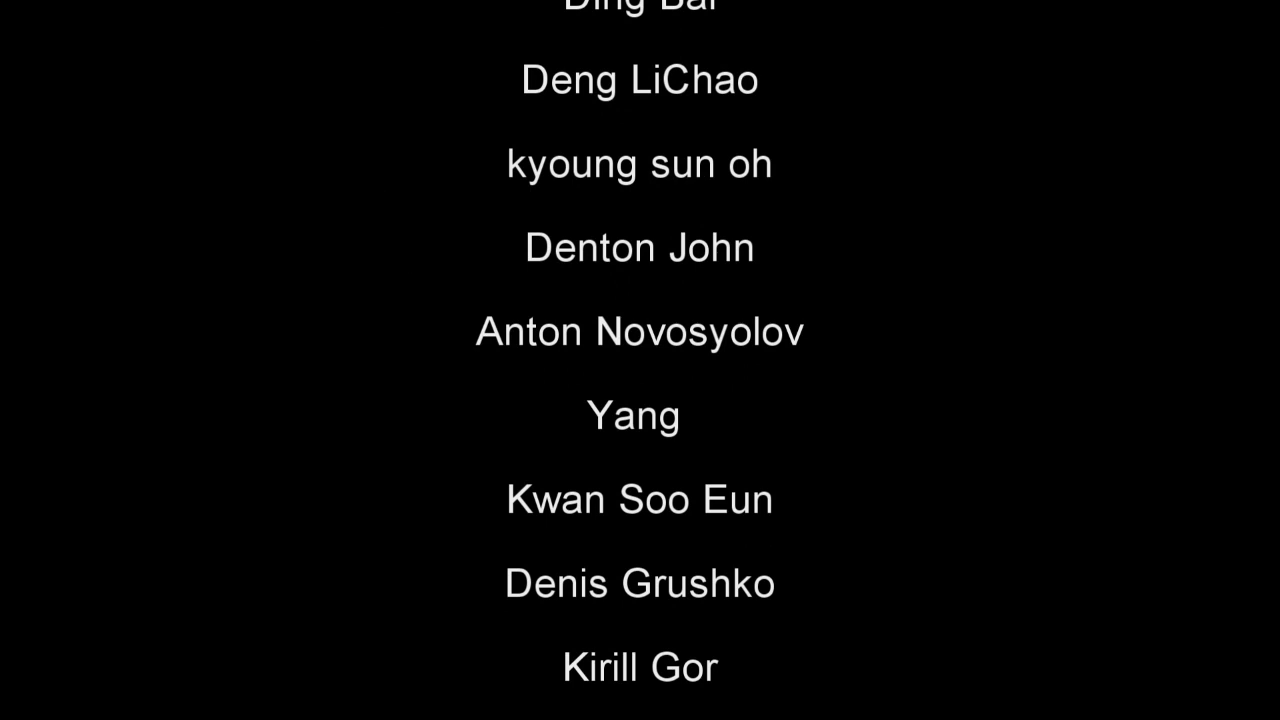 Deng LiChao
kyoung sun oh
Denton John
Anton Novosyolov
Yang
Kwan Soo Eun
Denis Grushko
Kirill Gor